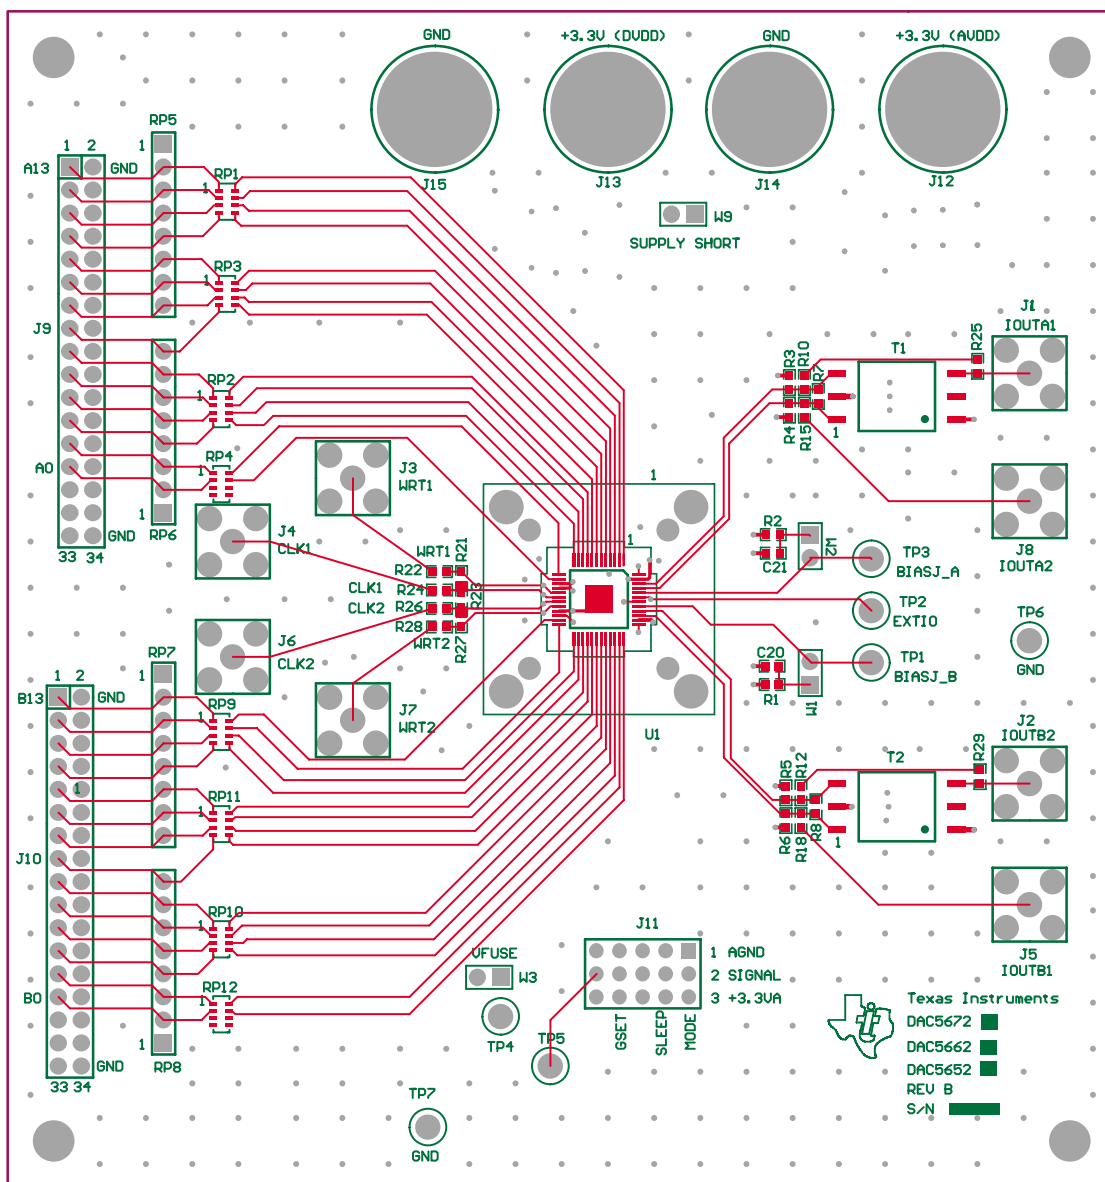 GND
+3.3V (DVDD)
GND
+3.3V (AVDD)
J15
J13
J14
J12
RP5
1
1 2
A13
GND
RP1
1
W9
SUPPLY SHORT
RP3
1
J9
J1
IOUTA1
R25
T1
R3
R10
R7
R4
R15
1
RP2
1
A0
RP4
1
J3
WRT1
1
GND
33 34
1
RP6
J4
CLK1
J8
IOUTA2
R2
C21
W2
TP3
BIASJ_A
WRT1
R21
R22
CLK1
R24
R23
CLK2
R26
R28
WRT2
R27
1
TP2
EXTIO
TP6
GND
J6
CLK2
C20
R1
W1
TP1
BIASJ_B
RP7
1
1 2
B13
GND
RP9
1
J7
WRT2
U1
J2
IOUTB2
R29
T2
R5
R12
R8
R6
R18
1
1
RP11
1
J10
RP10
1
J11
1 AGND
2 SIGNAL
3 +3.3VA
GSET
SLEEP
MODE
VFUSE
W3
TP4
TP5
J5
IOUTB1
B0
RP12
1
1
RP8
GND
33 34
Texas Instruments
DAC5672
DAC5662
DAC5652
REV B
S/N
TP7
GND